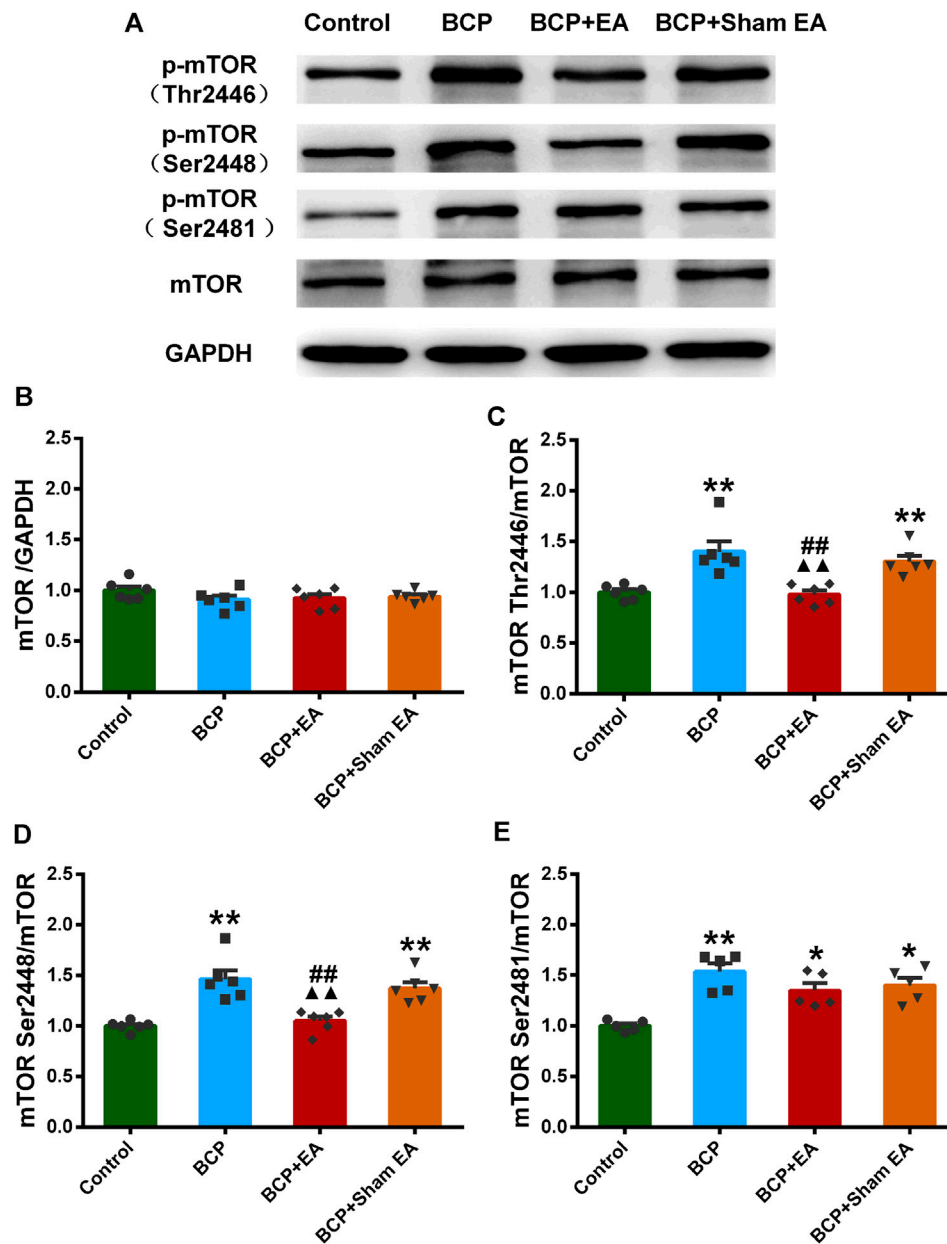 A
Control BCP BCP+EA BCP+Sham EA
p-mTOR
（Thr2446）
p-mTOR
（Ser2448）
p-mTOR
（Ser2481）
mTOR
GAPDH
B
mTOR /GAPDH
2.5
2.0
1.5
1.0
0.5
0.0
Control
BCP
BCP+EA
BCP+Sham EA
C
mTOR Thr2446/mTOR
2.5
2.0
1.5
1.0
0.5
0.0
**
##
▲▲
**
Control
BCP
BCP+EA
BCP+Sham EA
D
mTOR Ser2448/mTOR
2.5
2.0
1.5
1.0
0.5
0.0
**
##
▲▲
**
Control
BCP
BCP+EA
BCP+Sham EA
E
mTOR Ser2481/mTOR
2.5
2.0
1.5
1.0
0.5
0.0
**
*
*
Control
BCP
BCP+EA
BCP+Sham EA